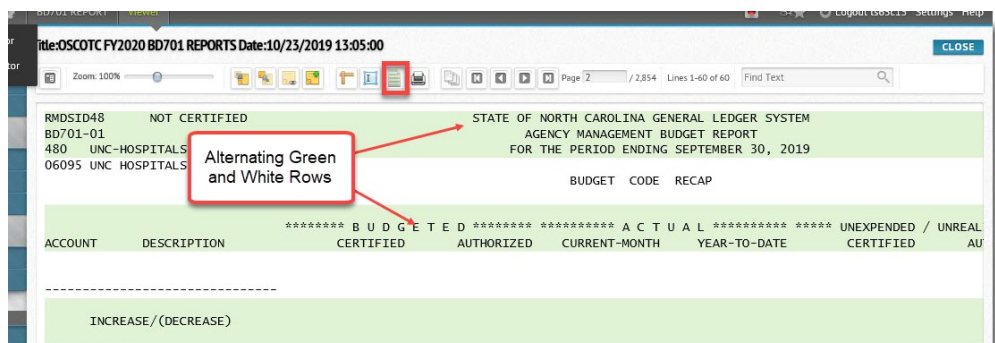 BD701 REPORT Viewer Logout ts65c15 Settings Help
Title:OSCOTC FY2020 BD701 REPORTS Date:10/23/2019 13:05:00
CLOSE
Zoom: 100% Page 2 / 2,854 Lines 1-60 of 60 Find Text
RMDSID48 NOT CERTIFIED STATE OF NORTH CAROLINA GENERAL LEDGER SYSTEM
BD701-01 AGENCY MANAGEMENT BUDGET REPORT
480 UNC-HOSPITALS FOR THE PERIOD ENDING SEPTEMBER 30, 2019
06095 UNC HOSPITALS
Alternating Green
and White Rows
BUDGET CODE RECAP
******** B U D G E T E D ******** ********** A C T U A L ********** ***** UNEXPENDED / UNREAL
ACCOUNT DESCRIPTION CERTIFIED AUTHORIZED CURRENT-MONTH YEAR-TO-DATE CERTIFIED AU
-------------------------------
INCREASE/(DECREASE)